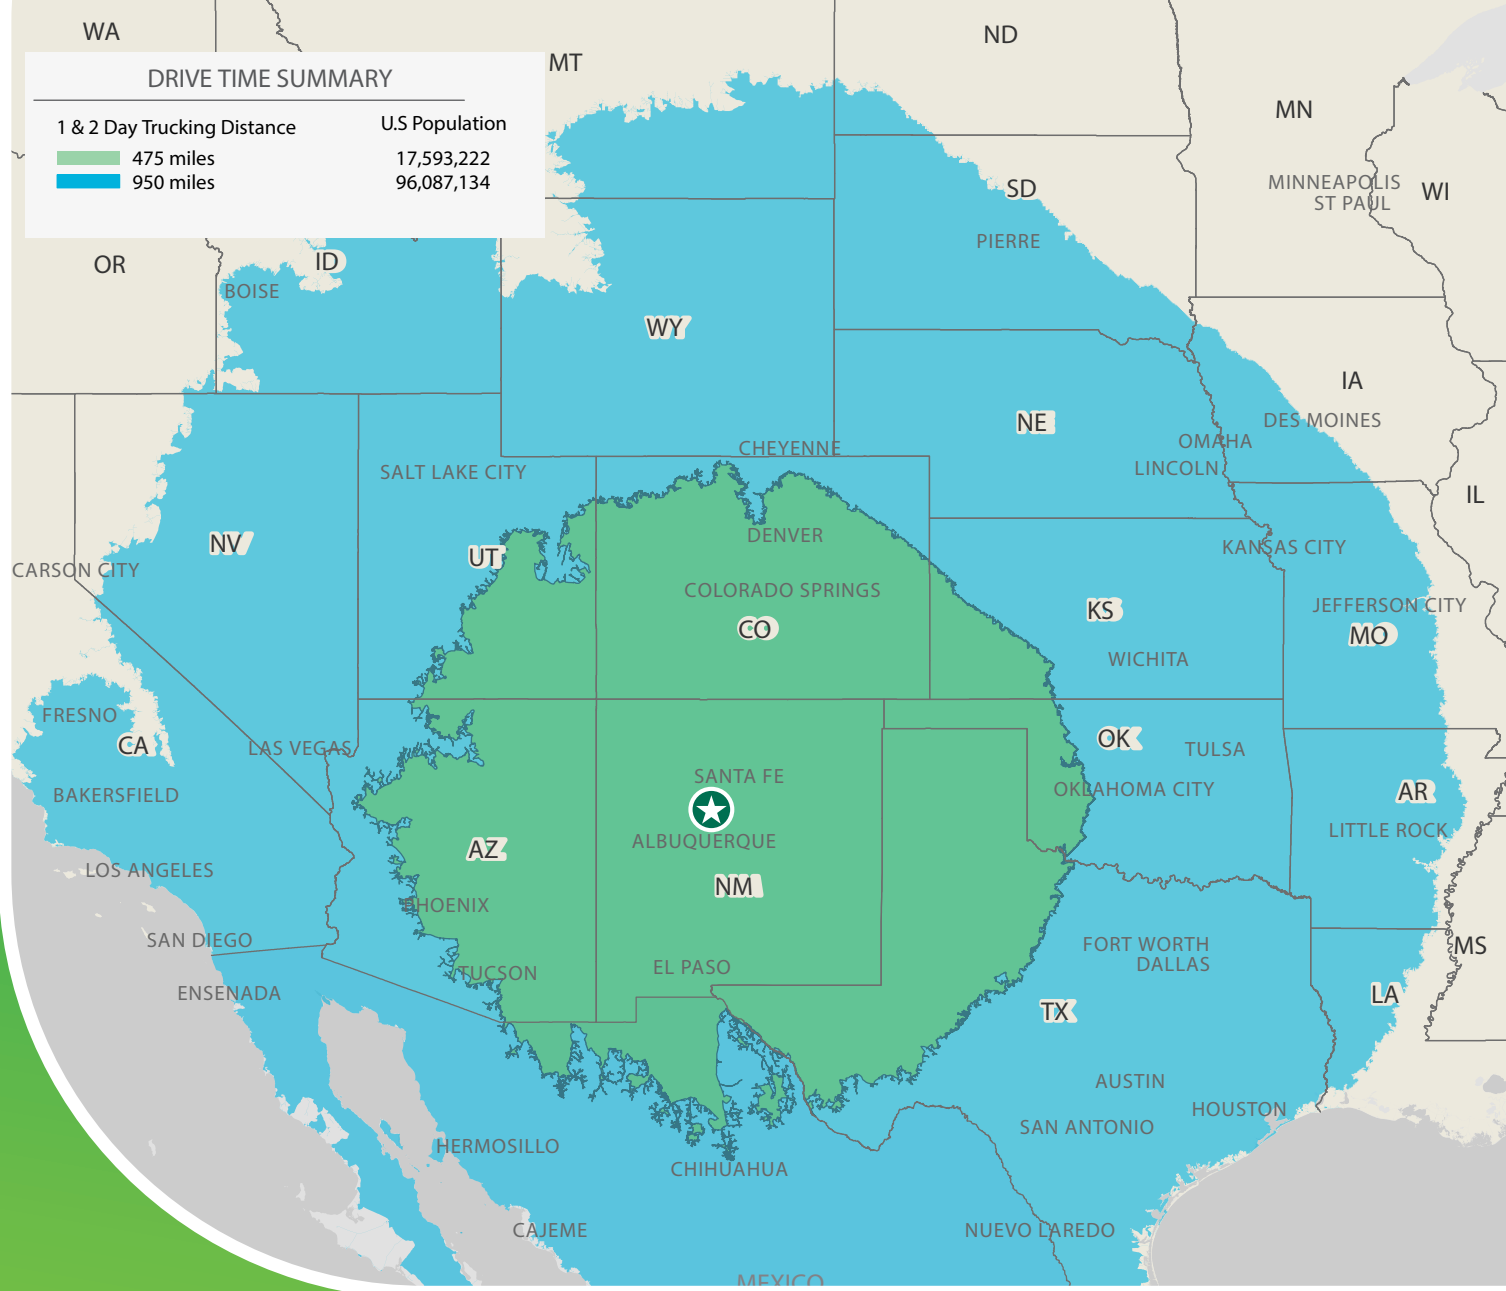 WA
MT
ND
MN
DRIVE TIME SUMMARY
1 & 2 Day Trucking Distance
U.S Population
475 miles
17,593,222
950 miles
96,087,134
SD
MINNEAPOLIS
ST PAUL
WI
PIERRE
OR
ID
BOISE
WY
IA
NE
DES MOINES
OMAHA
LINCOLN
CHEYENNE
SALT LAKE CITY
IL
NV
UT
DENVER
KANSAS CITY
CARSON CITY
COLORADO SPRINGS
CO
KS
JEFFERSON CITY
MO
WICHITA
FRESNO
CA
LAS VEGAS
OK
TULSA
SANTA FE
BAKERSFIELD
OKLAHOMA CITY
AR
LITTLE ROCK
ALBUQUERQUE
AZ
LOS ANGELES
NM
PHOENIX
SAN DIEGO
FORT WORTH
DALLAS
MS
TUCSON
EL PASO
ENSENADA
LA
TX
AUSTIN
HOUSTON
SAN ANTONIO
HERMOSILLO
CHIHUAHUA
CAJEME
NUEVO LAREDO
MEXICO